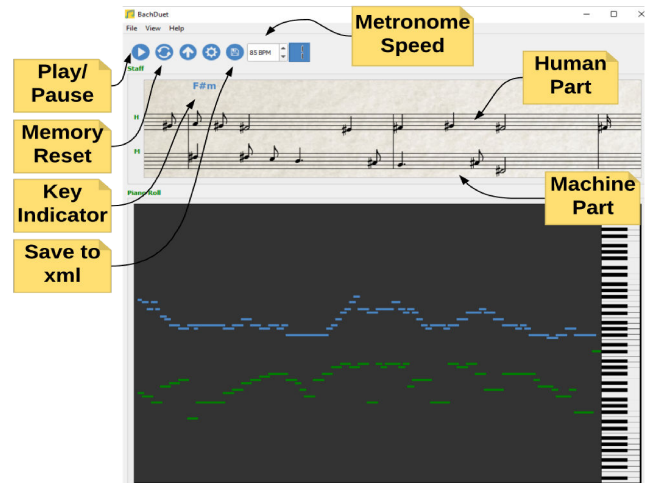 BachDuet
File View Help
Metronome
Speed
85 BPM
Play/
Pause
Staff
F#m
Human
Part
H
Memory
Reset
M
Key
Indicator
Machine
Part
Piano Roll
Save to
xml